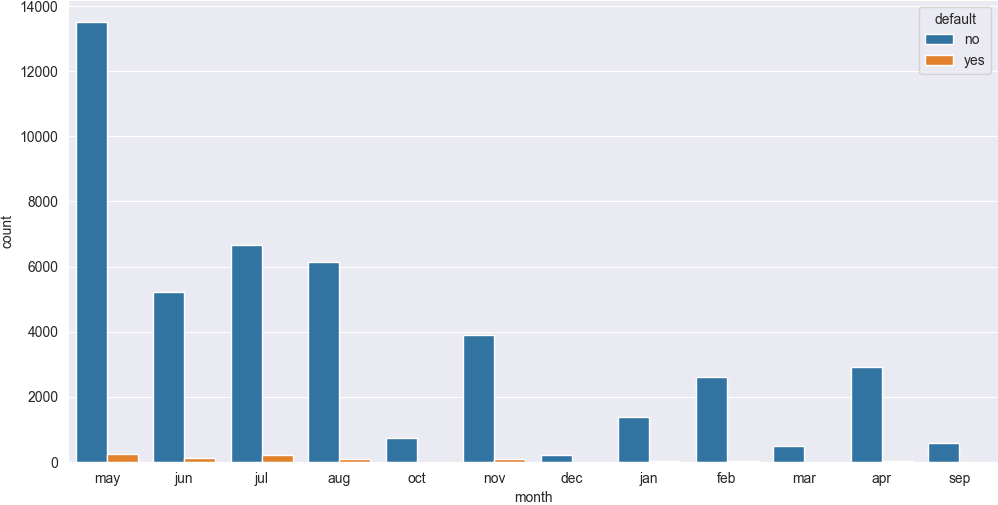 14000
12000
10000
8000
6000
4000
2000
0
count
default
no
yes
may jun jul aug oct nov dec jan feb mar apr sep
month